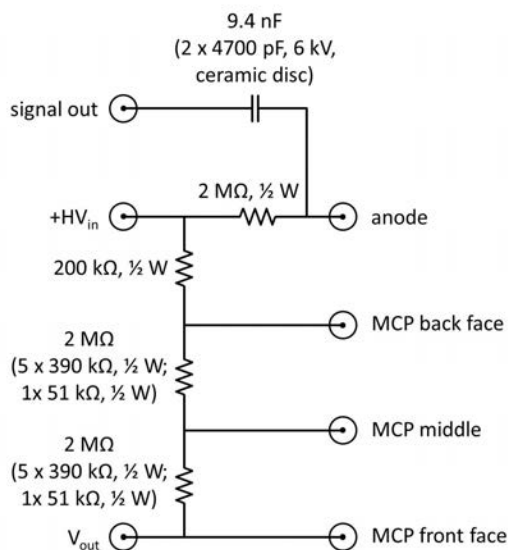 9.4 nF
(2 x 4700 pF, 6 kV,
ceramic disc)
signal out
2 MΩ, ½ W
+HVin
anode
200 kΩ, ½ W
MCP back face
2 MΩ
(5 x 390 kΩ, ½ W;
1x 51 kΩ, ½ W)
MCP middle
2 MΩ
(5 x 390 kΩ, ½ W;
1x 51 kΩ, ½ W)
Vout
MCP front face